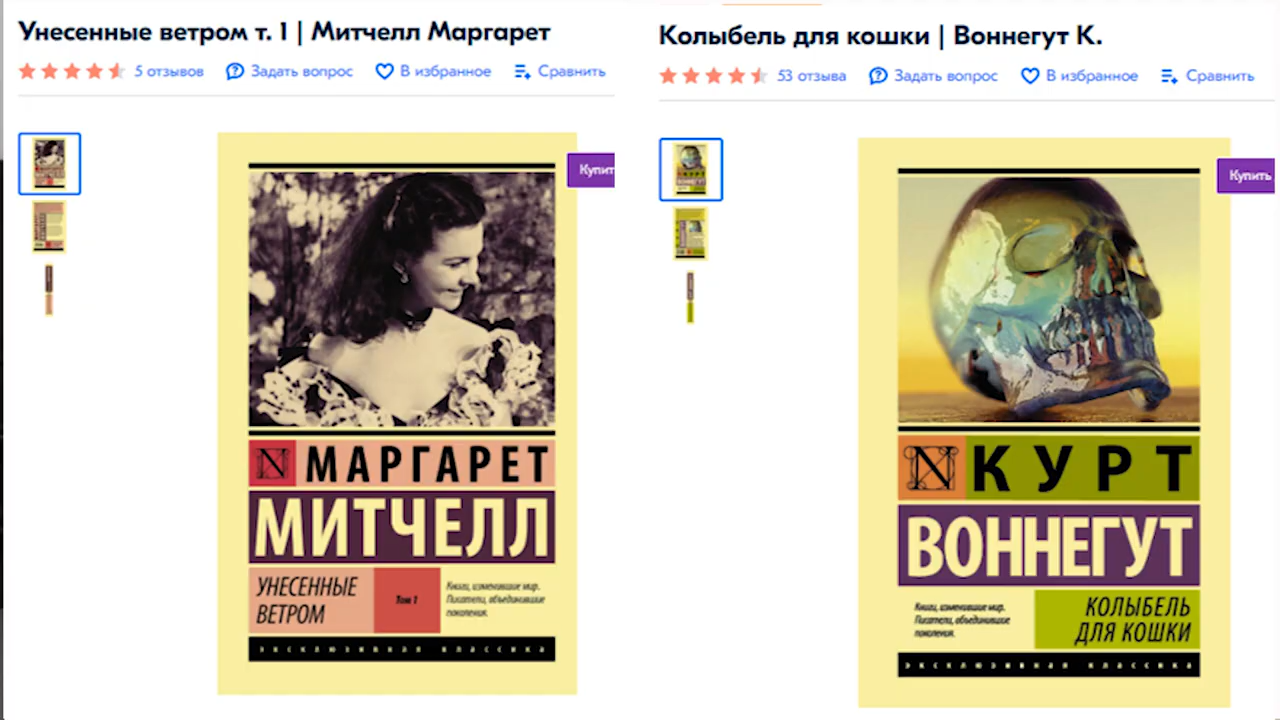 Унесенные ветром т. 1 | Митчелл Маргарет
5 отзывов Задать вопрос В избранное Сравнить
Купит
N МАРГАРЕТ
МИТЧЕЛЛ
УНЕСЕННЫЕ
ВЕТРОМ
Том 1
Книги, изменившие мир.
Писатели, объединившие
поколения.
эксклюзивная классика
Колыбель для кошки | Воннегут К.
53 отзыва Задать вопрос В избранное Сравнить
Купить
N КУРТ
ВОННЕГУТ
Книги, изменившие мир.
Писатели, объединившие
поколения.
КОЛЫБЕЛЬ
ДЛЯ КОШКИ
эксклюзивная классика